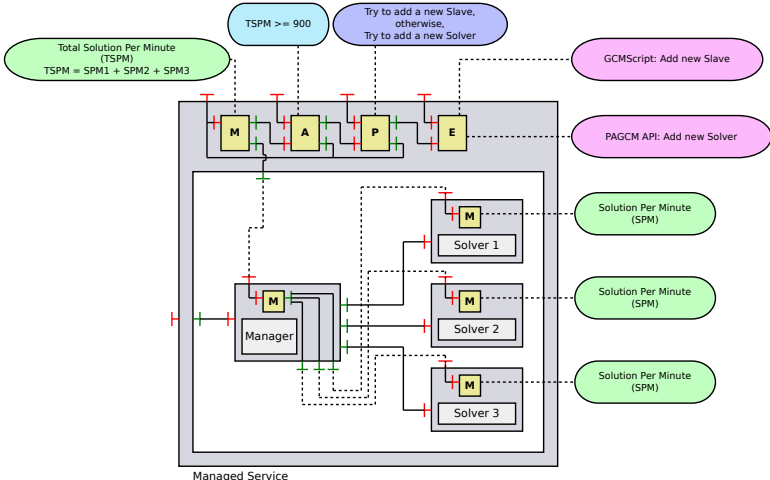 TSPM >= 900
Try to add a new Slave,
otherwise,
Try to add a new Solver
Total Solution Per Minute
(TSPM)
TSPM = SPM1 + SPM2 + SPM3
GCMScript: Add new Slave
M
A
P
E
PAGCM API: Add new Solver
M
Solver 1
Solution Per Minute
(SPM)
M
Manager
M
Solver 2
Solution Per Minute
(SPM)
M
Solver 3
Solution Per Minute
(SPM)
Managed Service